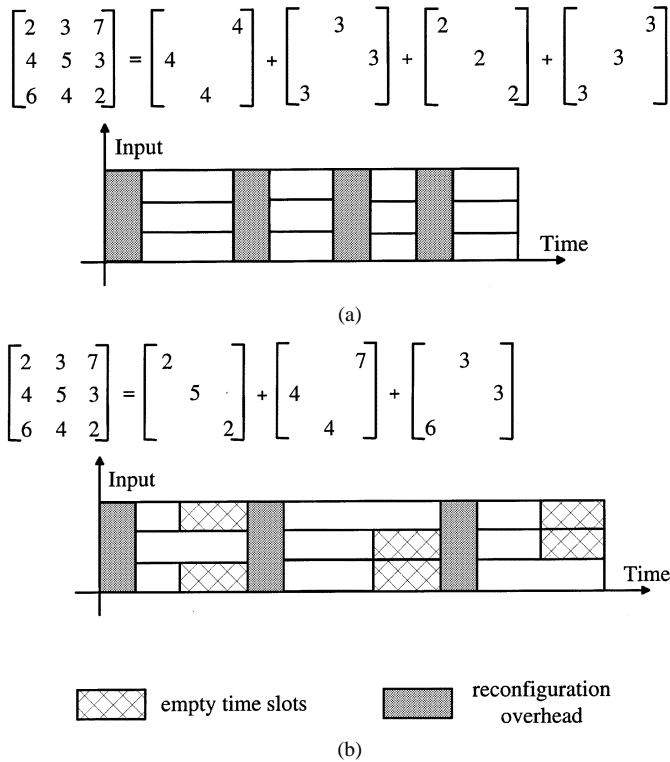 2 3 7 4 3 2 3
4 5 3 = 4 + 3 + 2 + 3
6 4 2 4 3 2 3
Input
Time
(a)
2 3 7 2 7 3
4 5 3 = 5 + 4 + 3
6 4 2 2 4 6
Input
Time
empty time slots
reconfiguration
overhead
(b)